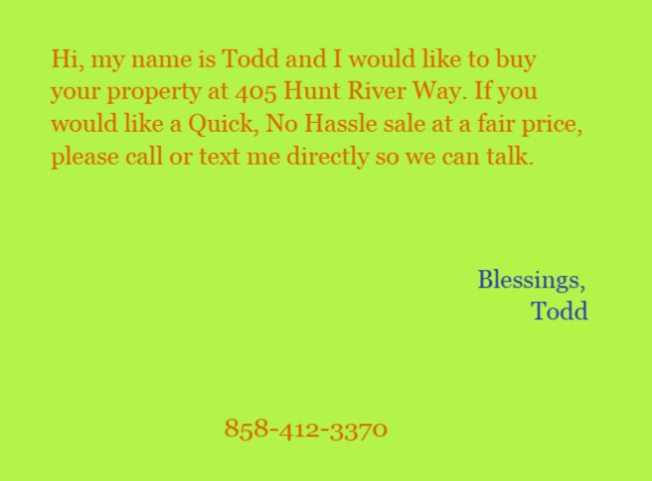 Hi, my name is Todd and I would like to buy
your property at 405 Hunt River Way. If you
would like a Quick, No Hassle sale at a fair price,
please call or text me directly so we can talk.
Blessings,
Todd
858-412-3370